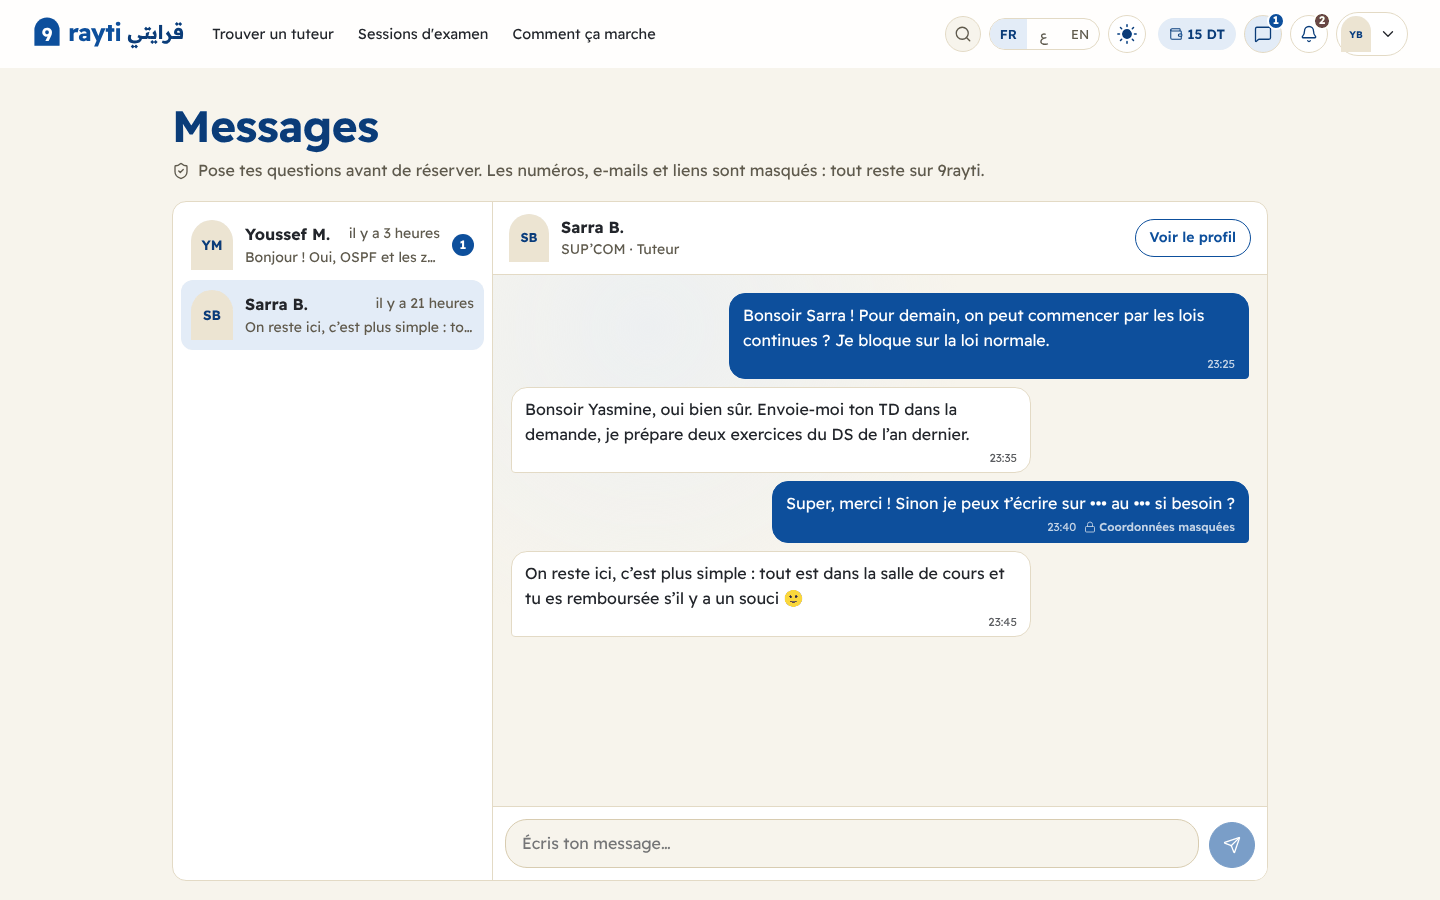 9 rayti قرايتي
Trouver un tuteur
Sessions d'examen
Comment ça marche
FR
ع
EN
15 DT
1
2
YB
Messages
Pose tes questions avant de réserver. Les numéros, e-mails et liens sont masqués : tout reste sur 9rayti.
YM
Youssef M.
il y a 3 heures
Bonjour ! Oui, OSPF et les z…
1
SB
Sarra B.
il y a 21 heures
On reste ici, c’est plus simple : to…
SB
Sarra B.
SUP’COM · Tuteur
Voir le profil
Bonsoir Sarra ! Pour demain, on peut commencer par les lois
continues ? Je bloque sur la loi normale.
23:25
Bonsoir Yasmine, oui bien sûr. Envoie-moi ton TD dans la
demande, je prépare deux exercices du DS de l’an dernier.
23:35
Super, merci ! Sinon je peux t’écrire sur ••• au ••• si besoin ?
23:40 Coordonnées masquées
On reste ici, c’est plus simple : tout est dans la salle de cours et
tu es remboursée s’il y a un souci 🙂
23:45
Écris ton message…